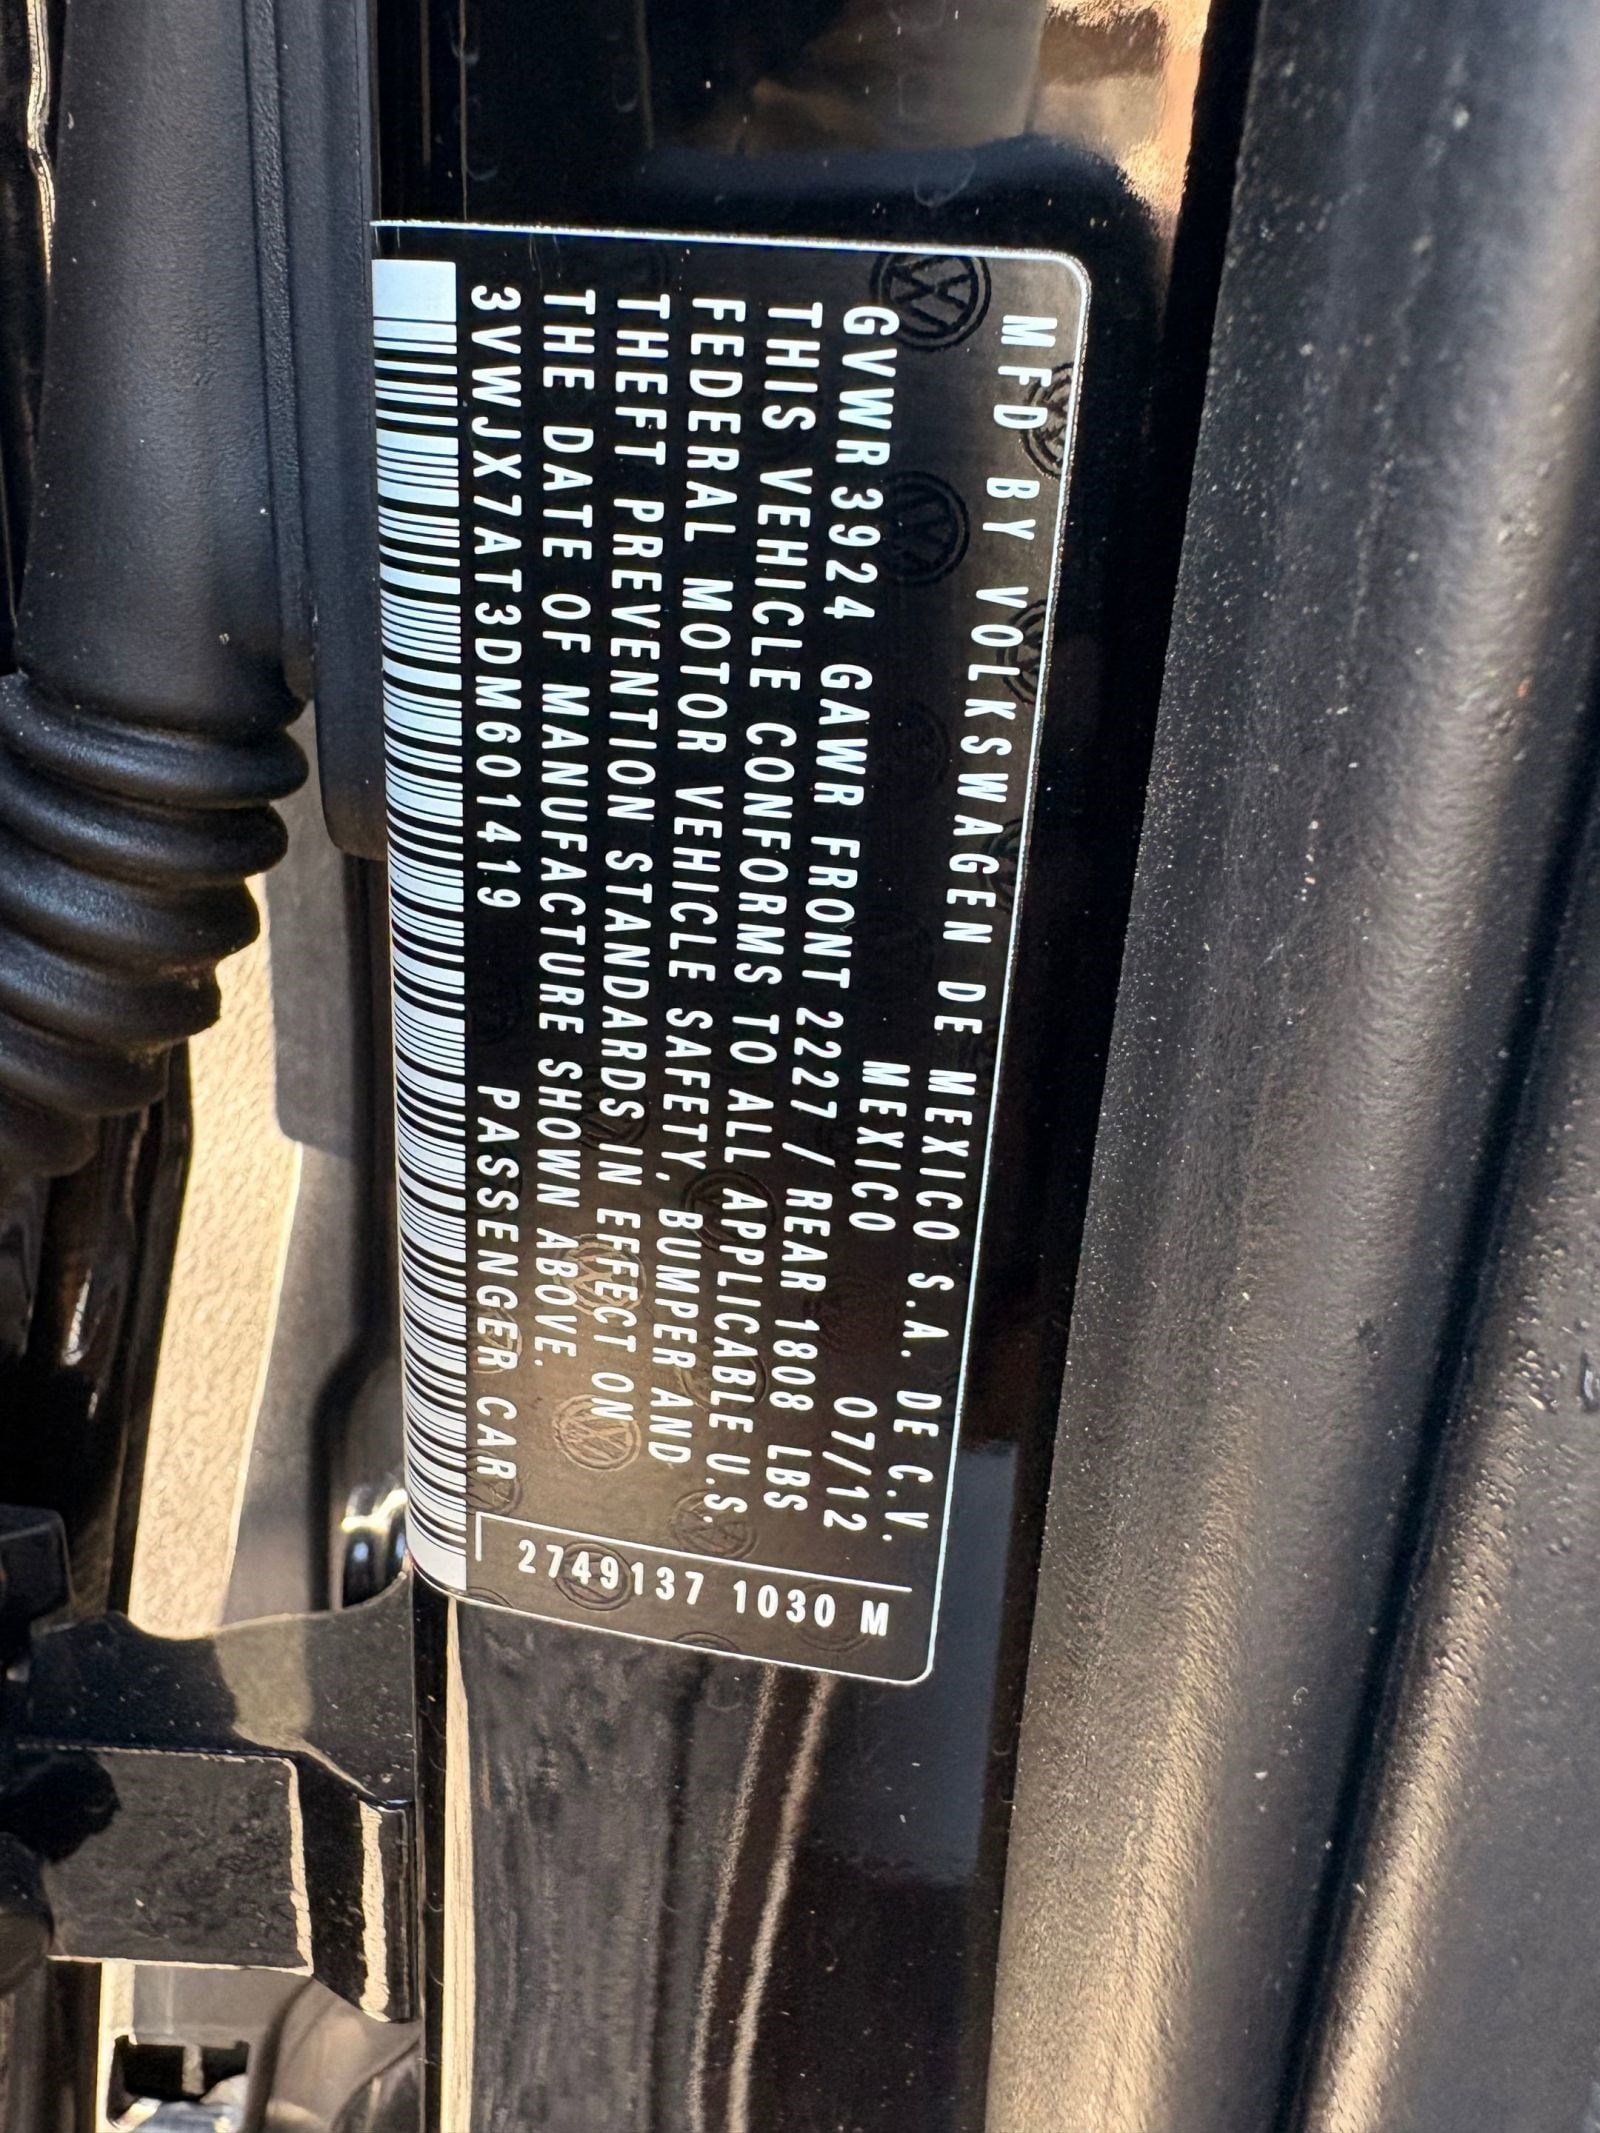 MFD BY VOLKSWAGEN DE MEXICO S.A. DE C.V.
MEXICO 07/12
GVWR 3924 GAWR FRONT 2227 / REAR 1808 LBS
THIS VEHICLE CONFORMS TO ALL APPLICABLE U.S.
FEDERAL MOTOR VEHICLE SAFETY, BUMPER AND
THEFT PREVENTION STANDARDS IN EFFECT ON
THE DATE OF MANUFACTURE SHOWN ABOVE.
3VWJX7AT3DM601419 PASSENGER CAR
2749137 1030 M